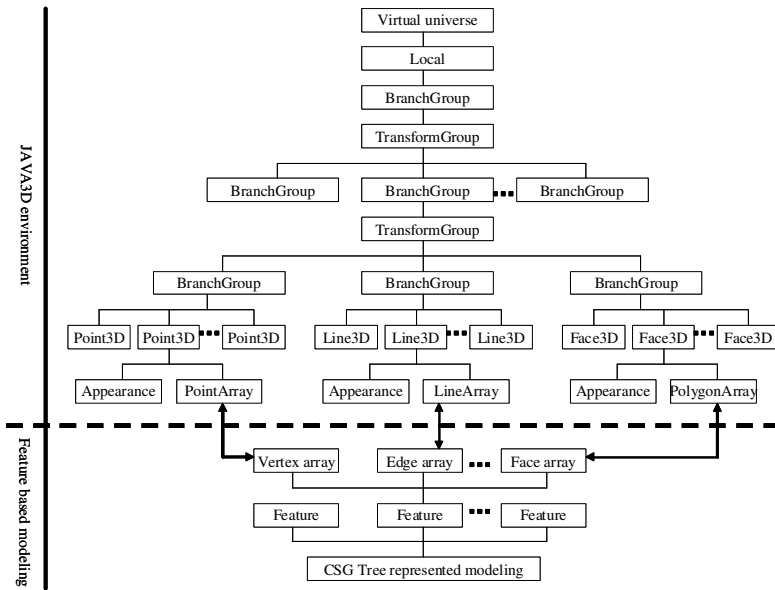 Virtual universe
Local
BranchGroup
TransformGroup
BranchGroup BranchGroup BranchGroup
TransformGroup
BranchGroup BranchGroup BranchGroup
Point3D Point3D Point3D Line3D Line3D Line3D Face3D Face3D Face3D
Appearance PointArray Appearance LineArray Appearance PolygonArray
JAVA3D environment
Vertex array Edge array Face array
Feature Feature Feature
CSG Tree represented modeling
Feature based modeling